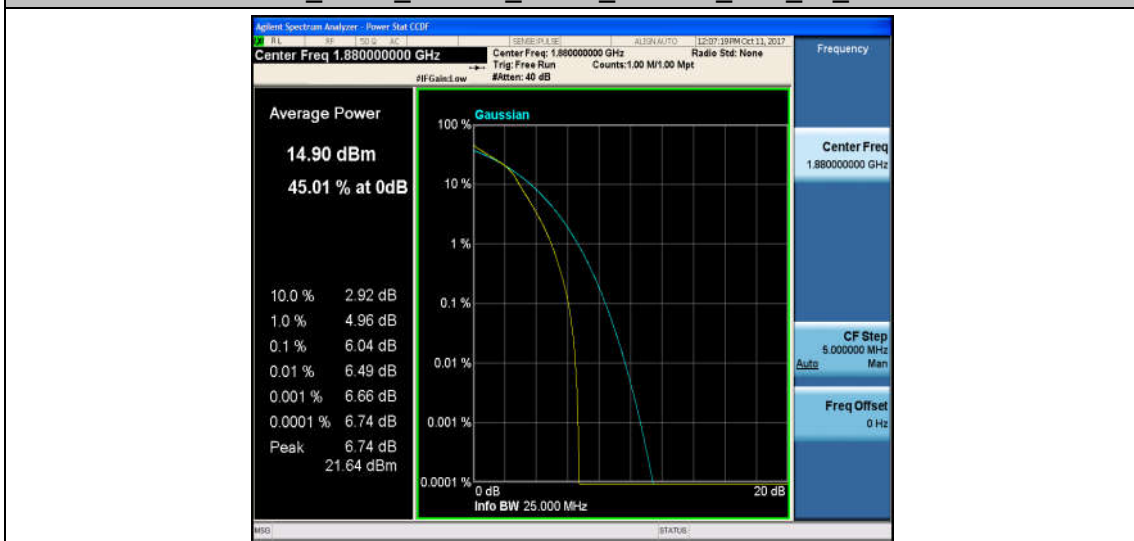 Agilent Spectrum Analyzer - Power Stat CCDF
RL RF 50 Ω AC SENSE:PULSE ALIGN AUTO 12:07:19 PM Oct 11, 2017
Center Freq 1.880000000 GHz
Center Freq: 1.880000000 GHz
Radio Std: None
Trig: Free Run
Counts:1.00 M/1.00 Mpt
#IFGain:Low
#Atten: 40 dB
Frequency
Average Power
14.90 dBm
45.01 % at 0dB
10.0 % 2.92 dB
1.0 % 4.96 dB
0.1 % 6.04 dB
0.01 % 6.49 dB
0.001 % 6.66 dB
0.0001 % 6.74 dB
Peak 6.74 dB
21.64 dBm
Gaussian
100 %
10 %
1 %
0.1 %
0.01 %
0.001 %
0.0001 %
0 dB
20 dB
Info BW 25.000 MHz
Center Freq
1.880000000 GHz
CF Step
5.000000 MHz
Auto Man
Freq Offset
0 Hz
MSG
STATUS